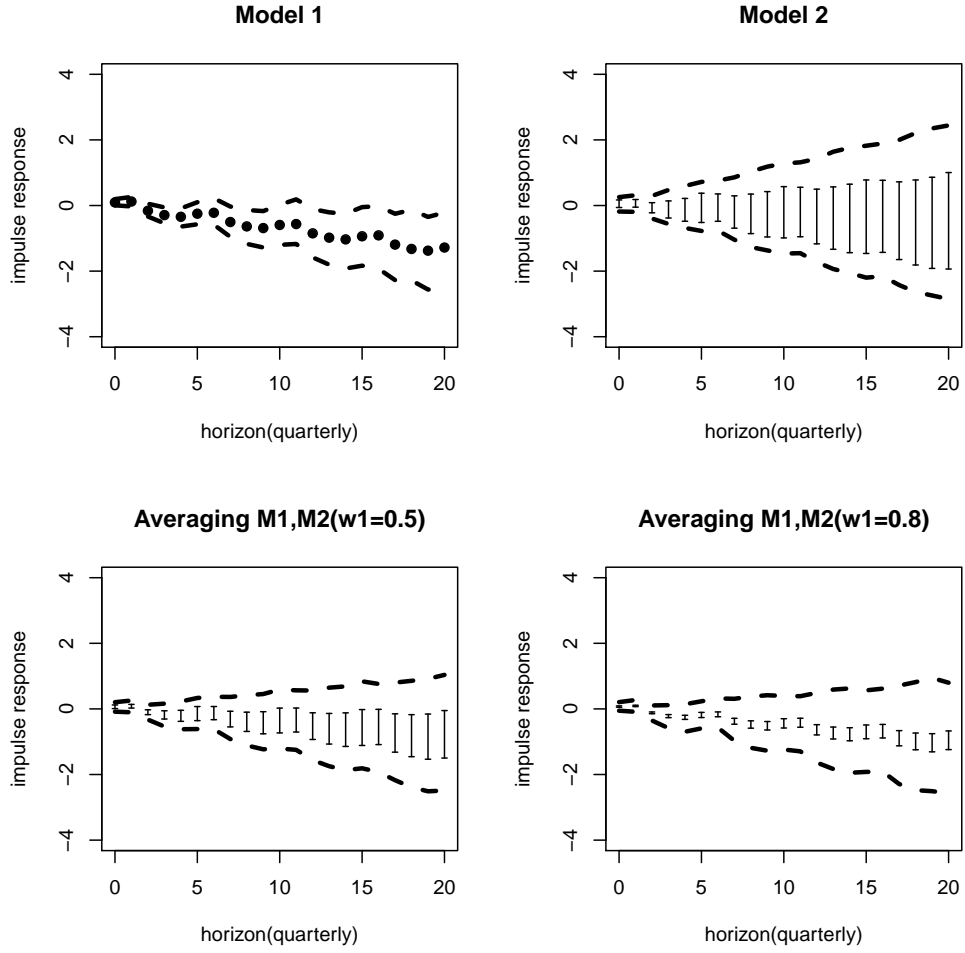 Model 1
impulse response
4
2
0
−2
−4
0 5 10 15 20
horizon(quarterly)
Model 2
impulse response
4
2
0
−2
−4
0 5 10 15 20
horizon(quarterly)
Averaging M1,M2(w1=0.5)
impulse response
4
2
0
−2
−4
0 5 10 15 20
horizon(quarterly)
Averaging M1,M2(w1=0.8)
impulse response
4
2
0
−2
−4
0 5 10 15 20
horizon(quarterly)